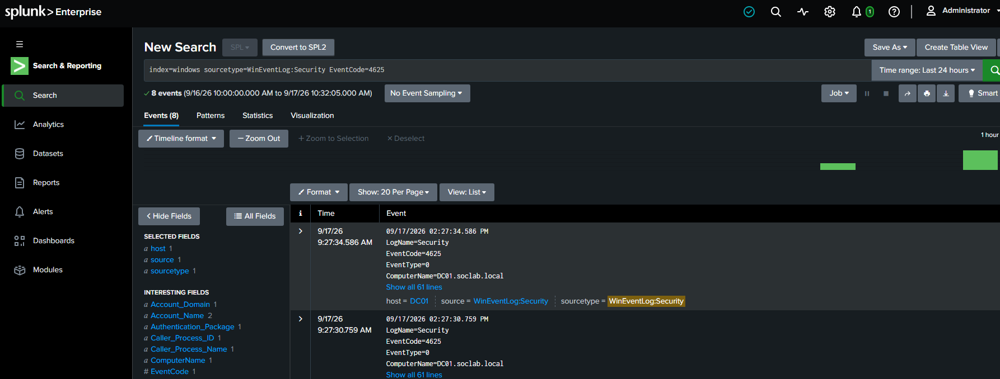 splunk> Enterprise
1
Administrator
New Search
SPL
Convert to SPL2
Save As
Create Table View
Search & Reporting
index=windows sourcetype=WinEventLog:Security EventCode=4625
Time range: Last 24 hours
8 events (9/16/26 10:00:00.000 AM to 9/17/26 10:32:05.000 AM)
No Event Sampling
Job
Smart
Search
Events (8)
Patterns
Statistics
Visualization
Analytics
Timeline format
Zoom Out
+ Zoom to Selection
× Deselect
1 hour
Datasets
Reports
Format
Show: 20 Per Page
View: List
Alerts
Hide Fields
All Fields
i
Time
Event
SELECTED FIELDS
a host 1
a source 1
a sourcetype 1
9/17/26
9:27:34.586 AM
09/17/2026 02:27:34.586 PM
LogName=Security
EventCode=4625
EventType=0
ComputerName=DC01.soclab.local
Show all 61 lines
host = DC01
source = WinEventLog:Security
sourcetype = WinEventLog:Security
Dashboards
Modules
INTERESTING FIELDS
a Account_Domain 1
a Account_Name 2
a Authentication_Package 1
a Caller_Process_ID 1
a Caller_Process_Name 1
a ComputerName 1
# EventCode 1
9/17/26
9:27:30.759 AM
09/17/2026 02:27:30.759 PM
LogName=Security
EventCode=4625
EventType=0
ComputerName=DC01.soclab.local
Show all 61 lines